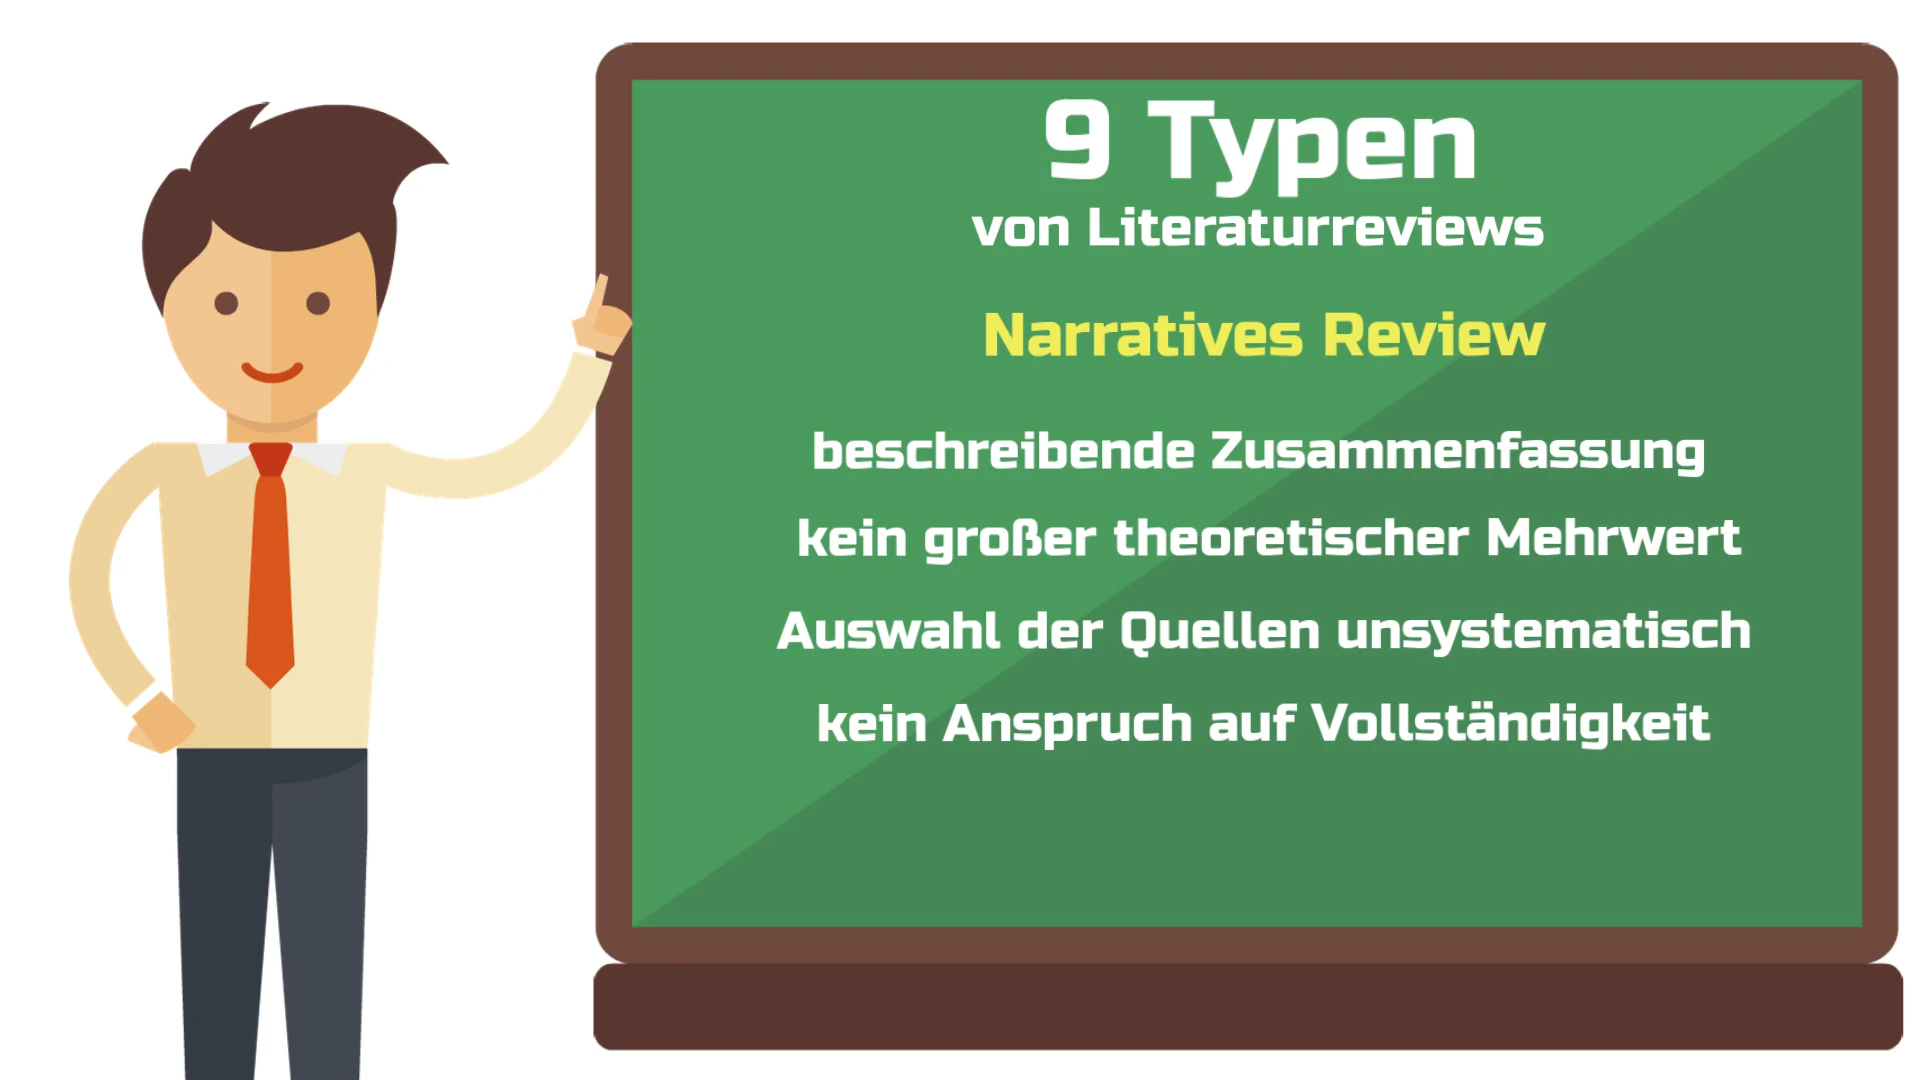 9 Typen
von Literaturreviews
Narratives Review
beschreibende Zusammenfassung
kein großer theoretischer Mehrwert
Auswahl der Quellen unsystematisch
kein Anspruch auf Vollständigkeit